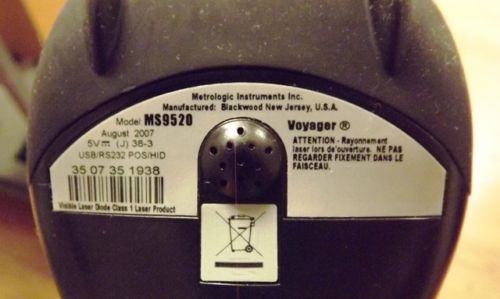 Metrologic Instruments Inc.
Manufactured: Blackwood New Jersey, U.S.A.
Model MS9520
August 2007
5V⎓ (J) 38-3
USB/RS232 POS/HID
35 07 35 1938
Visible Laser Diode Class 1 Laser Product
Voyager ®
ATTENTION - Rayonnement
laser lors de'ouverture. NE PAS
REGARDER FIXEMENT DANS LE
FAISCEAU.